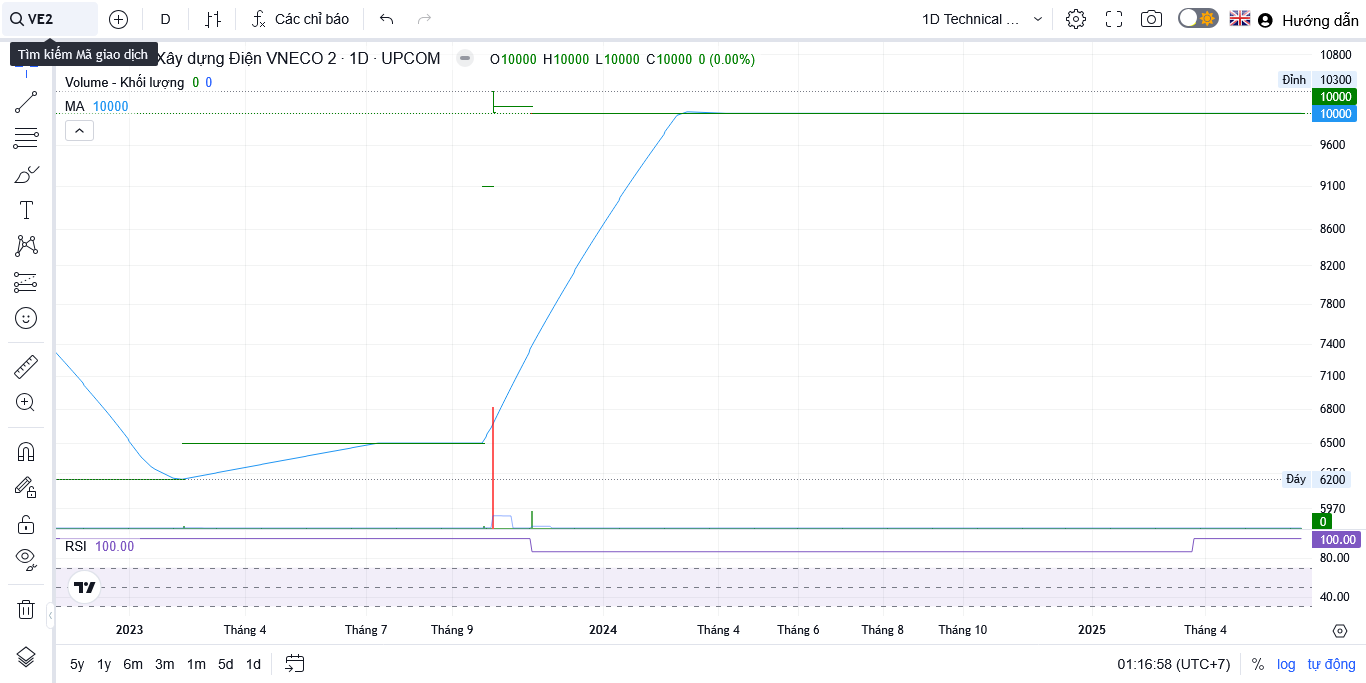 VE2
D
Các chỉ báo
1D Technical ...
Hướng dẫn
Tìm kiếm Mã giao dịch
Xây dựng Điện VNECO 2 · 1D · UPCOM
O10000 H10000 L10000 C10000 0 (0.00%)
Volume - Khối lượng 0 0
MA 10000
10800
Đỉnh 10300
10000
10000
9600
9100
8600
8200
7800
7400
7100
6800
6500
Đáy 6200
5970
0
RSI 100.00
100.00
80.00
40.00
2023 Tháng 4 Tháng 7 Tháng 9 2024 Tháng 4 Tháng 6 Tháng 8 Tháng 10 2025 Tháng 4
5y 1y 6m 3m 1m 5d 1d
01:16:58 (UTC+7) % log tự động